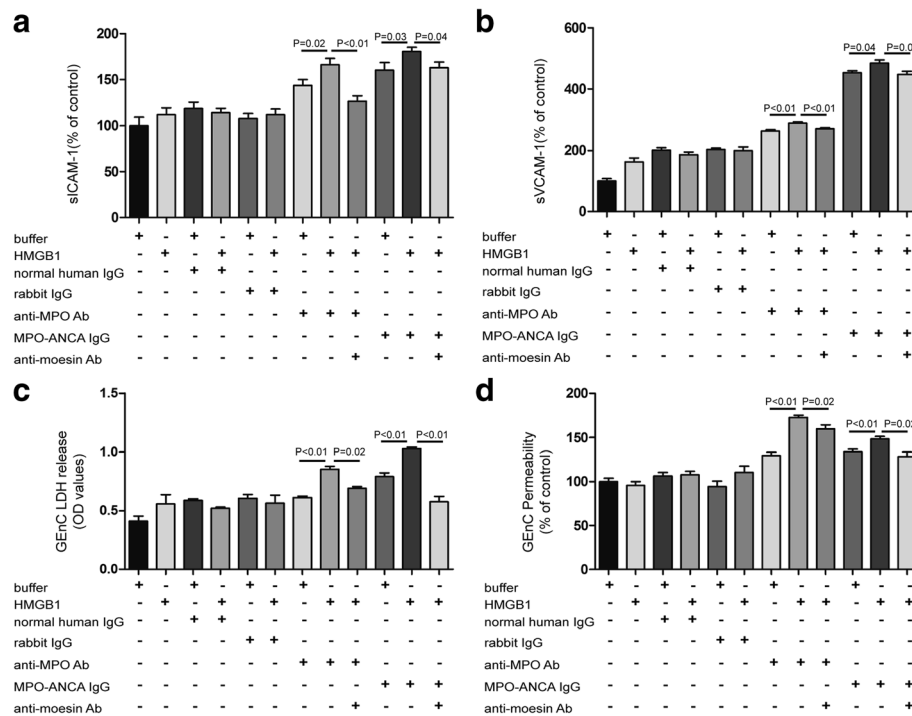 a
sICAM-1(% of control)
200
150
100
50
0
P=0.02 P<0.01 P=0.03 P=0.04
buffer + - + - + - + - - + - -
HMGB1 - + - + - + - + + - + +
normal human IgG - - + + - - - - - - - -
rabbit IgG - - - - + + - - - - - -
anti-MPO Ab - - - - - - + + + - - -
MPO-ANCA IgG - - - - - - - - - + + +
anti-moesin Ab - - - - - - - - + - - +
b
sVCAM-1(% of control)
600
400
200
0
P<0.01 P<0.01 P=0.04
buffer + - + - + - + - - + - -
HMGB1 - + - + - + - + + - + +
normal human IgG - - + + - - - - - - - -
rabbit IgG - - - - + + - - - - - -
anti-MPO Ab - - - - - - + + + - - -
MPO-ANCA IgG - - - - - - - - - + + +
anti-moesin Ab - - - - - - - - + - - +
c
GEnC LDH release
(OD values)
1.5
1.0
0.5
0.0
P<0.01 P=0.02 P<0.01 P<0.01
buffer + - + - + - + - - + - -
HMGB1 - + - + - + - + + - + +
normal human IgG - - + + - - - - - - - -
rabbit IgG - - - - + + - - - - - -
anti-MPO Ab - - - - - - + + + - - -
MPO-ANCA IgG - - - - - - - - - + + +
anti-moesin Ab - - - - - - - - + - - +
d
GEnC Permeability
(% of control)
200
150
100
50
0
P<0.01 P=0.02 P<0.01 P=0.02
buffer + - + - + - + - - + - -
HMGB1 - + - + - + - + + - + +
normal human IgG - - + + - - - - - - - -
rabbit IgG - - - - + + - - - - - -
anti-MPO Ab - - - - - - + + + - - -
MPO-ANCA IgG - - - - - - - - - + + +
anti-moesin Ab - - - - - - - - + - - +